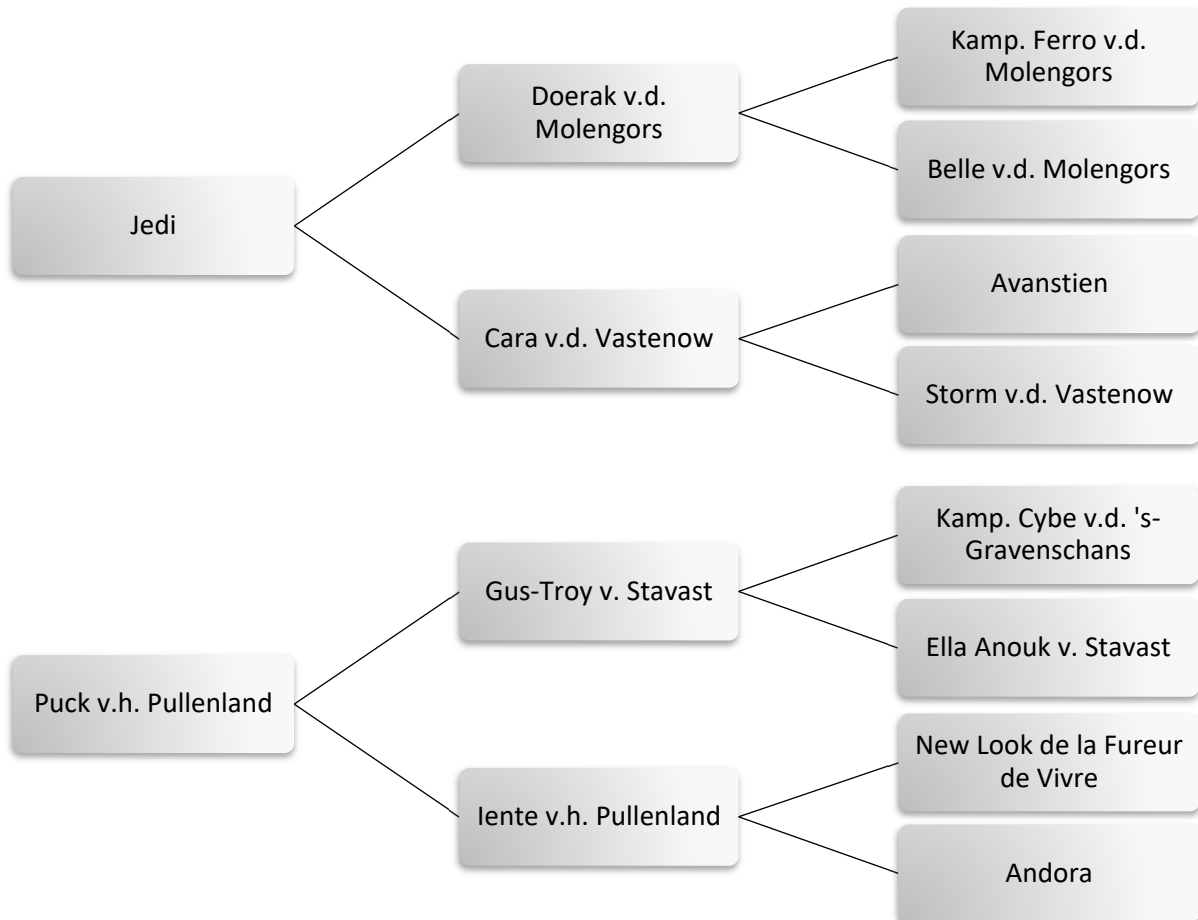 Kamp. Ferro v.d.
Molengors
Doerak v.d.
Molengors
Belle v.d. Molengors
Jedi
Avanstien
Cara v.d. Vastenow
Storm v.d. Vastenow
Kamp. Cybe v.d. 's-
Gravenschans
Gus-Troy v. Stavast
Ella Anouk v. Stavast
Puck v.h. Pullenland
New Look de la Fureur
de Vivre
Iente v.h. Pullenland
Andora